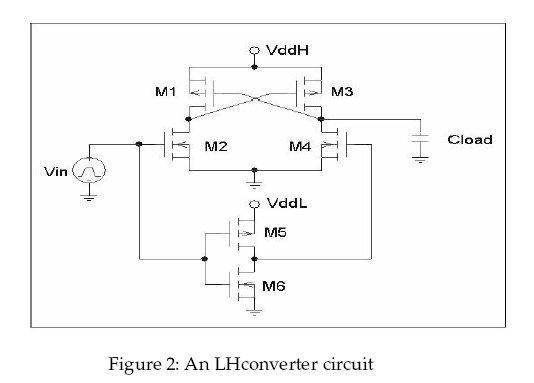 VddH
M1
M3
M2
M4
Cload
Vin
VddL
M5
M6
Figure 2: An LHconverter circuit